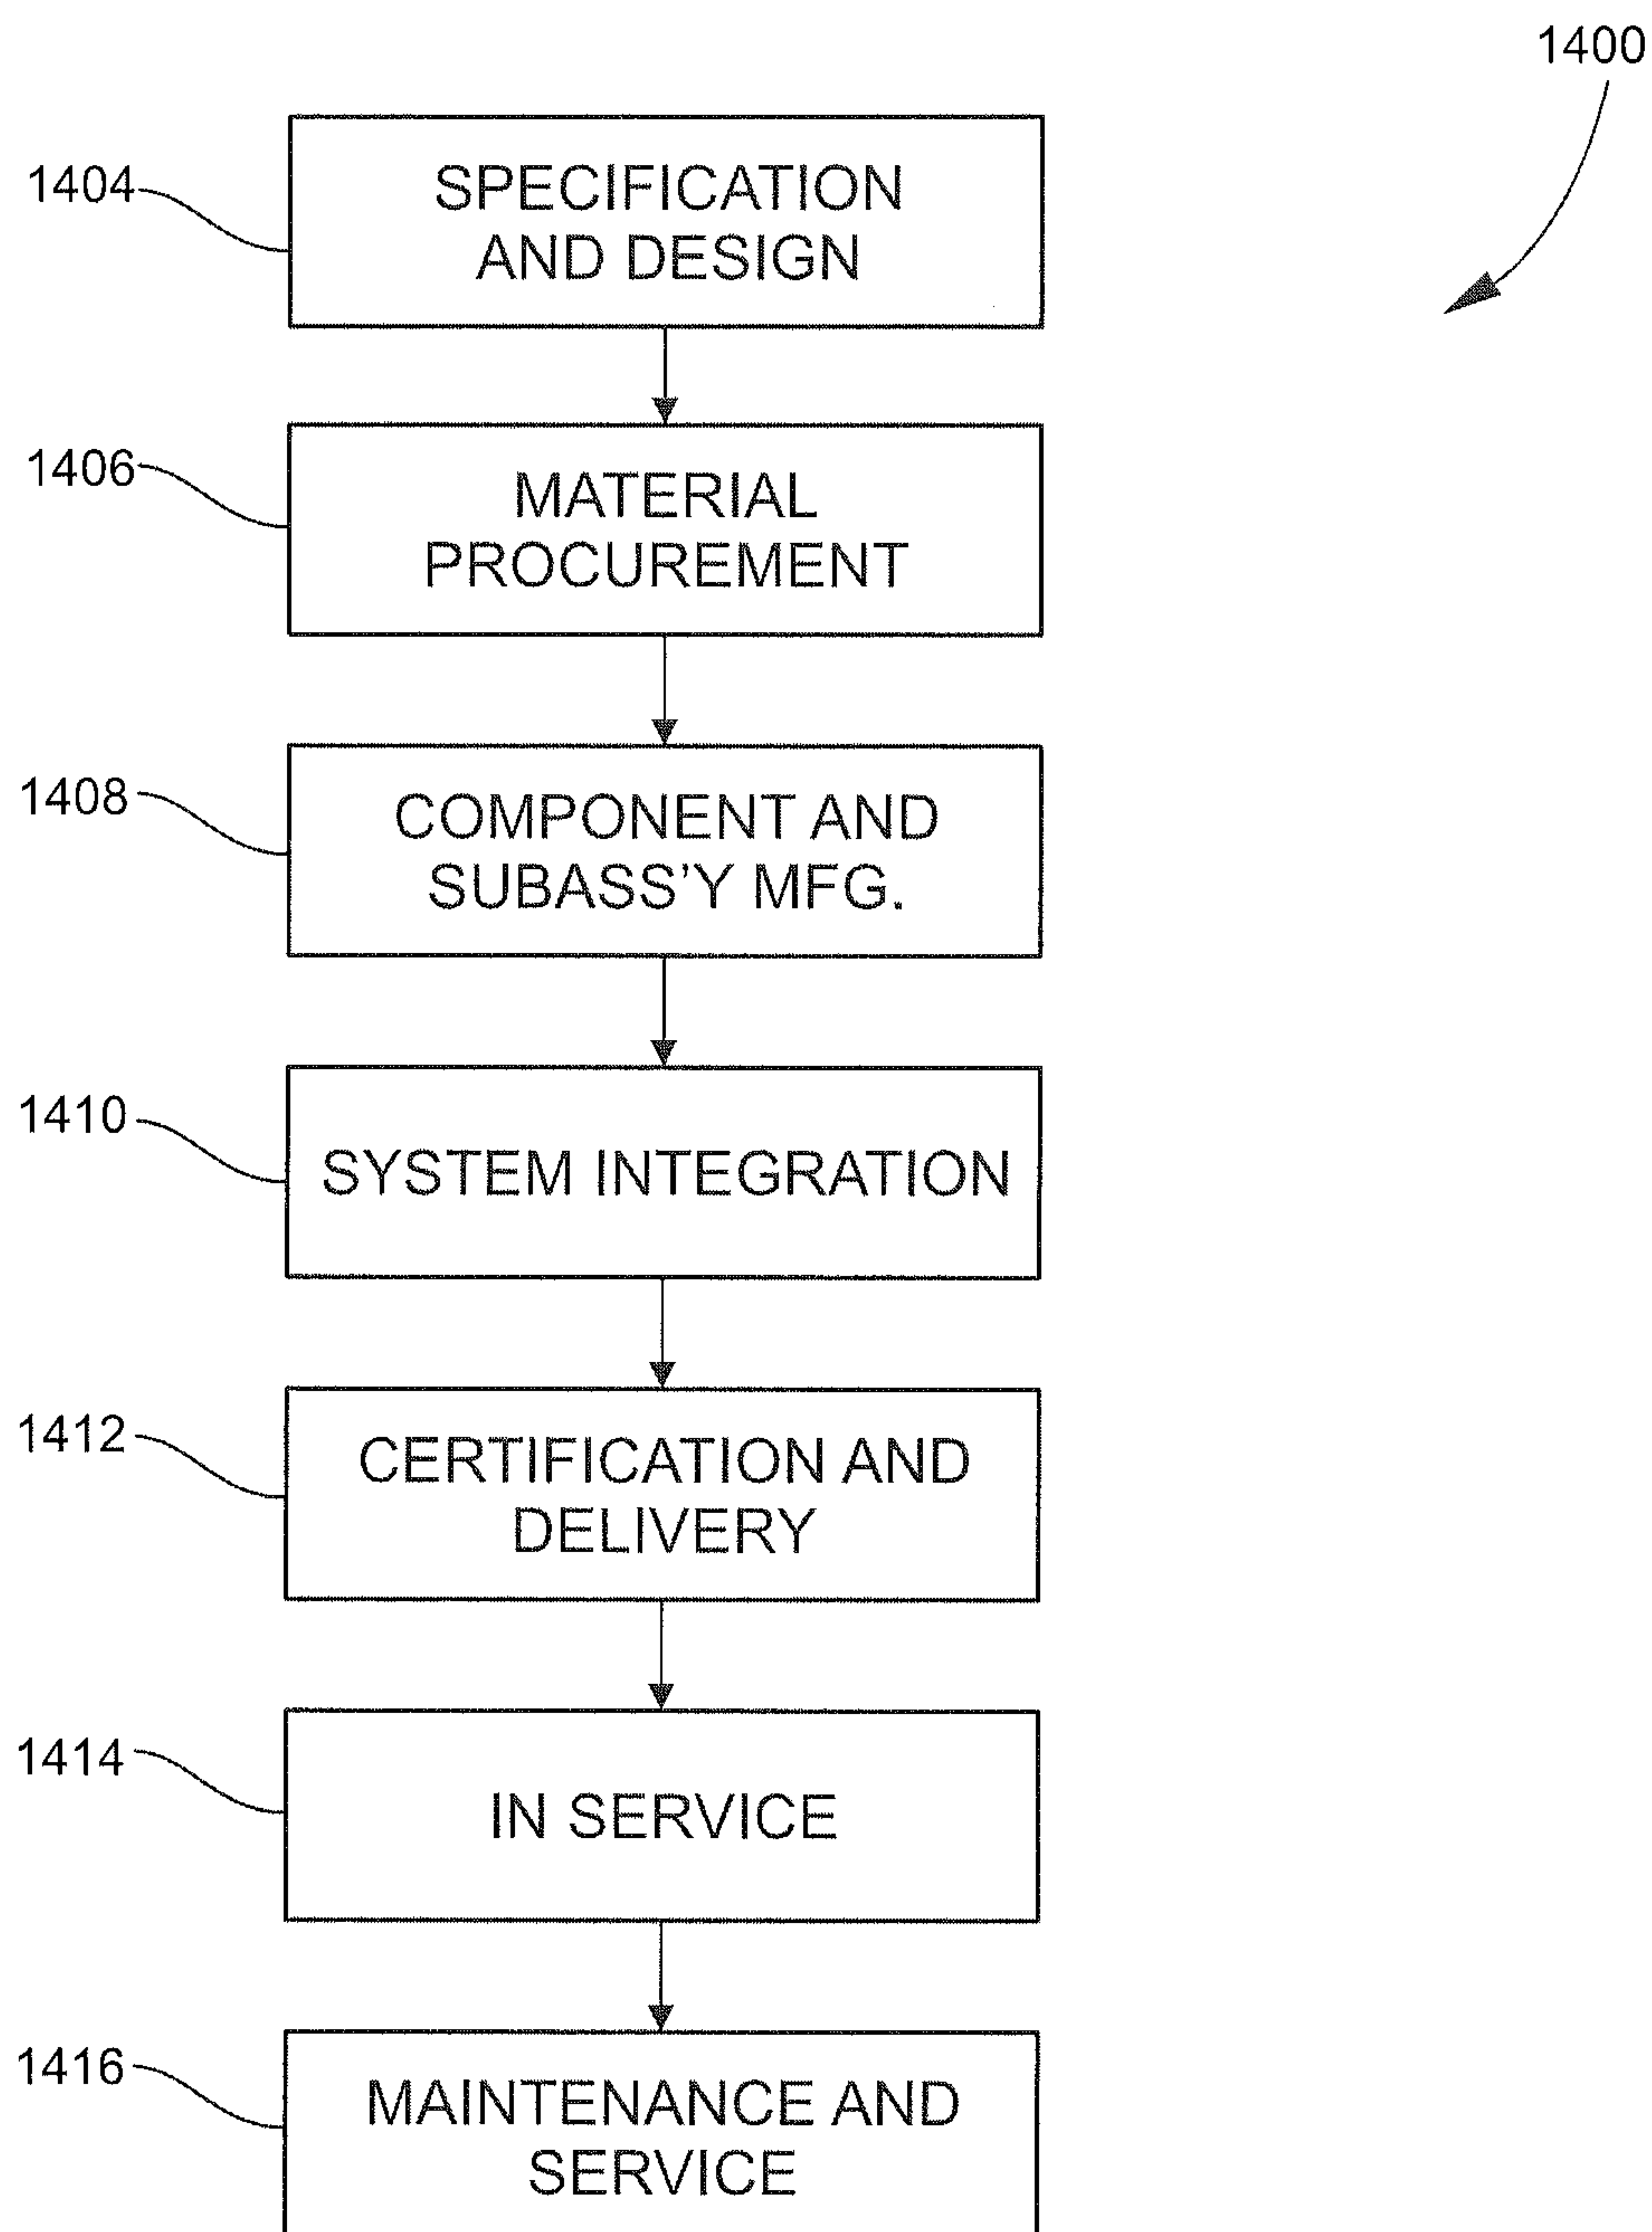 1400
1404
SPECIFICATION
AND DESIGN
1406
MATERIAL
PROCUREMENT
1408
COMPONENT AND
SUBASS'Y MFG.
1410
SYSTEM INTEGRATION
1412
CERTIFICATION AND
DELIVERY
1414
IN SERVICE
1416
MAINTENANCE AND
SERVICE